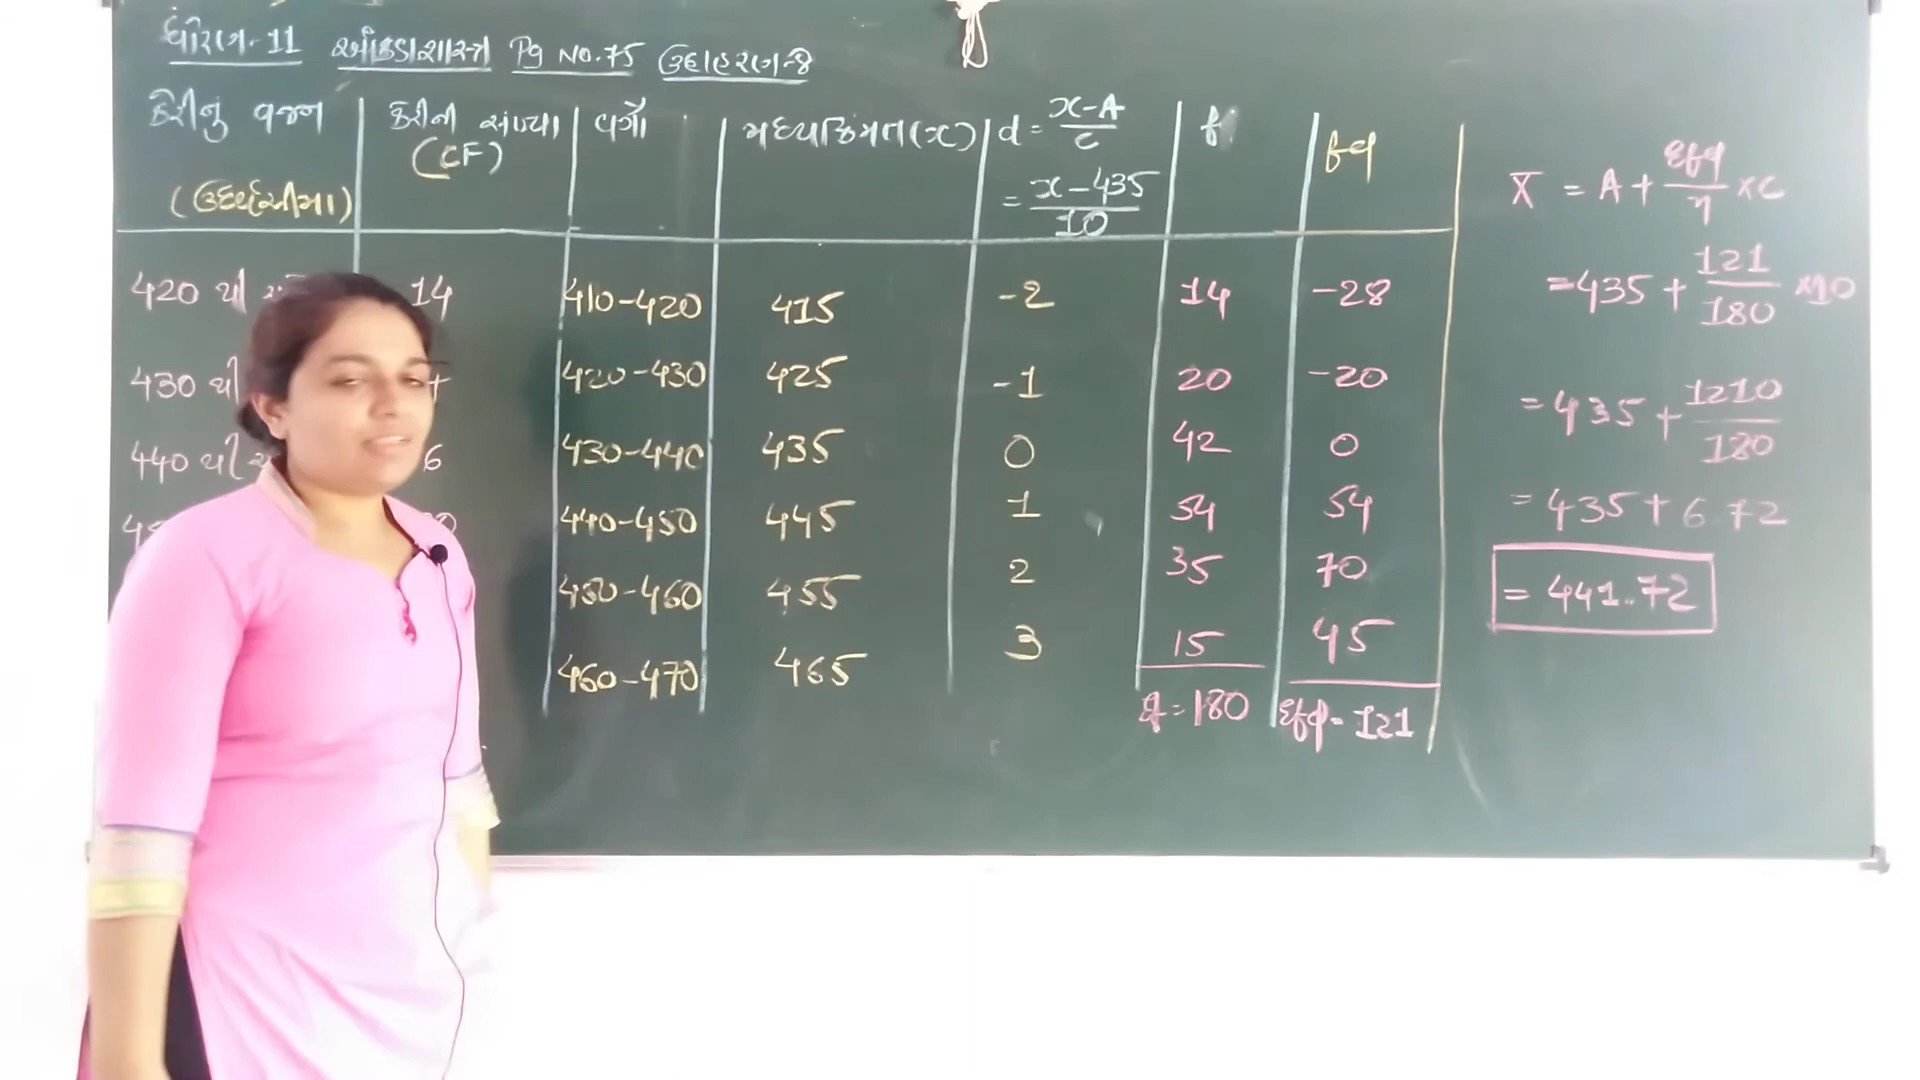 ધોરણ-11 આંકડાશાસ્ત્ર Pg No.75 ઉદાહરણ-8
કેરીનું વજન કેરીની સંખ્યા (CF) વર્ગો મધ્યકિંમત(x) d = x-A/c f fd
= x-435/10
420 થી 14 410-420 415 -2 14 -28
430 થી 420-430 425 -1 20 -20
440 થી 6 430-440 435 0 42 0
440-450 445 1 54 54
450-460 455 2 35 70
460-470 465 3 15 45
=180 Σfd = 121
x̄ = A + Σfd/n × c
= 435 + 121/180 × 10
= 435 + 1210/180
= 435 + 6.72
= 441.72